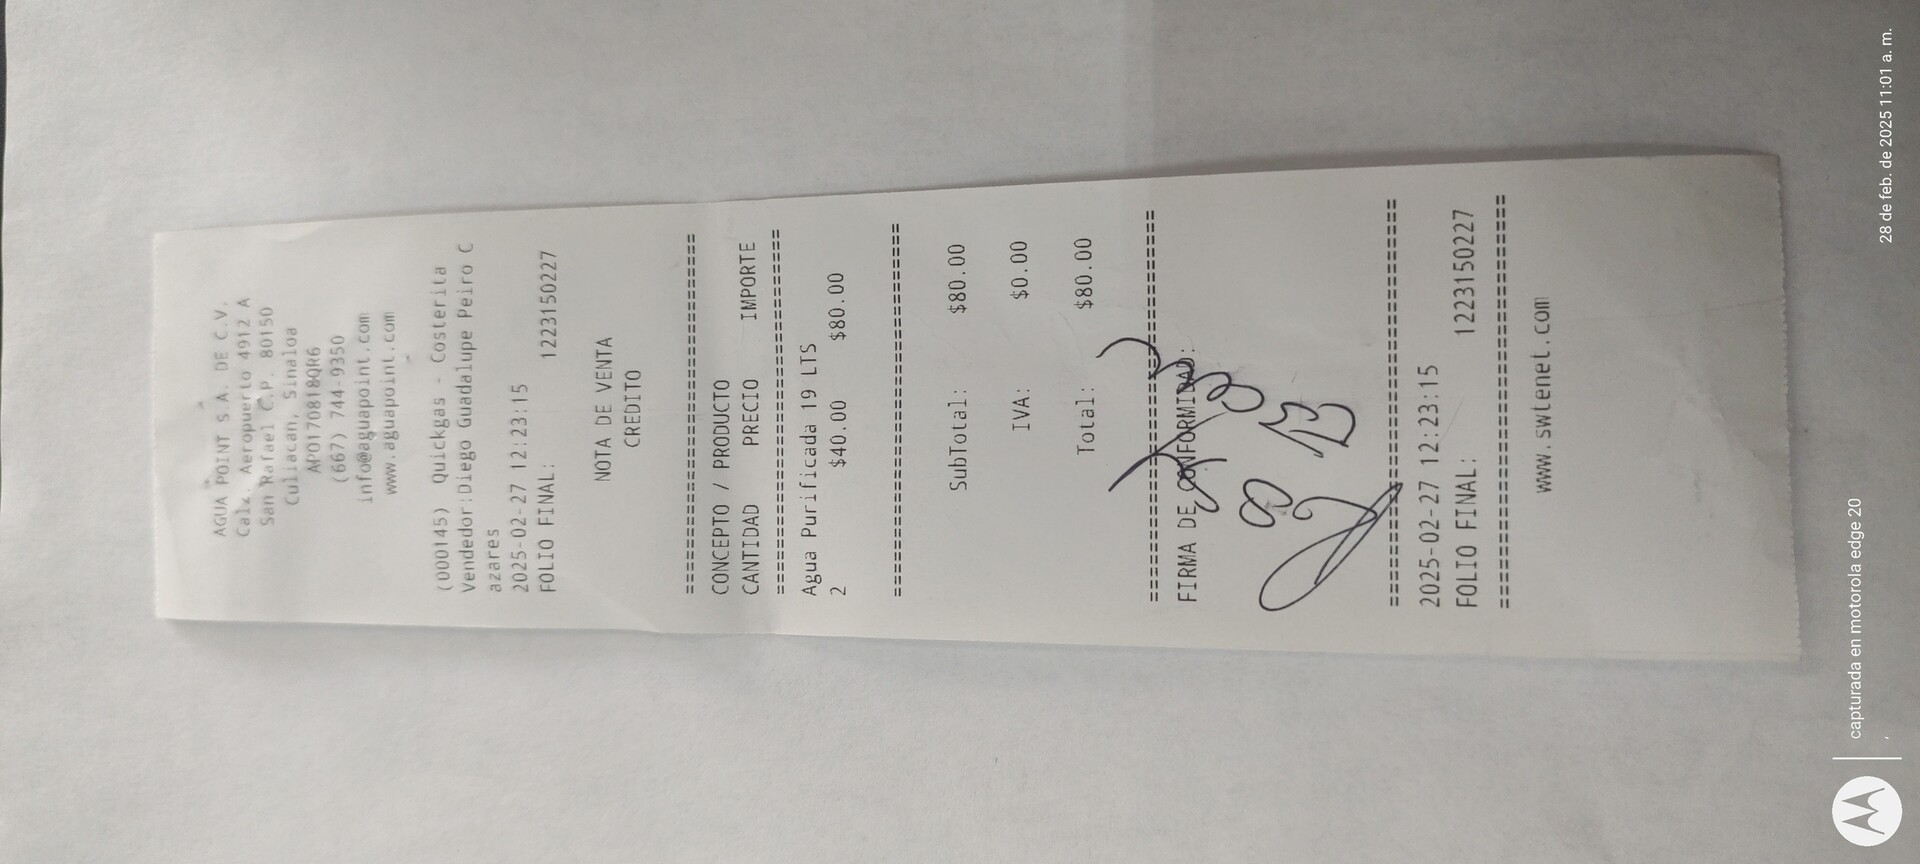 AGUA POINT S.A. DE C.V.
Calz. Aeropuerto 4912 A
San Rafael C.P. 80150
Culiacan, Sinaloa
APO170818QR6
(667) 744-9350
info@aguapoint.com
www.aguapoint.com
(000145) Quickgas - Costerita
Vendedor:Diego Guadalupe Peiro C
azares
2025-02-27 12:23:15
FOLIO FINAL: 1223150227
NOTA DE VENTA
CREDITO
================================
CONCEPTO / PRODUCTO
CANTIDAD PRECIO IMPORTE
================================
Agua Purificada 19 LTS
2 $40.00 $80.00
================================
SubTotal: $80.00
IVA: $0.00
Total: $80.00
================================
FIRMA DE CONFORMIDAD:
================================
2025-02-27 12:23:15
FOLIO FINAL: 1223150227
================================
www.swtenet.com
capturada en motorola edge 20
28 de feb. de 2025 11:01 a. m.